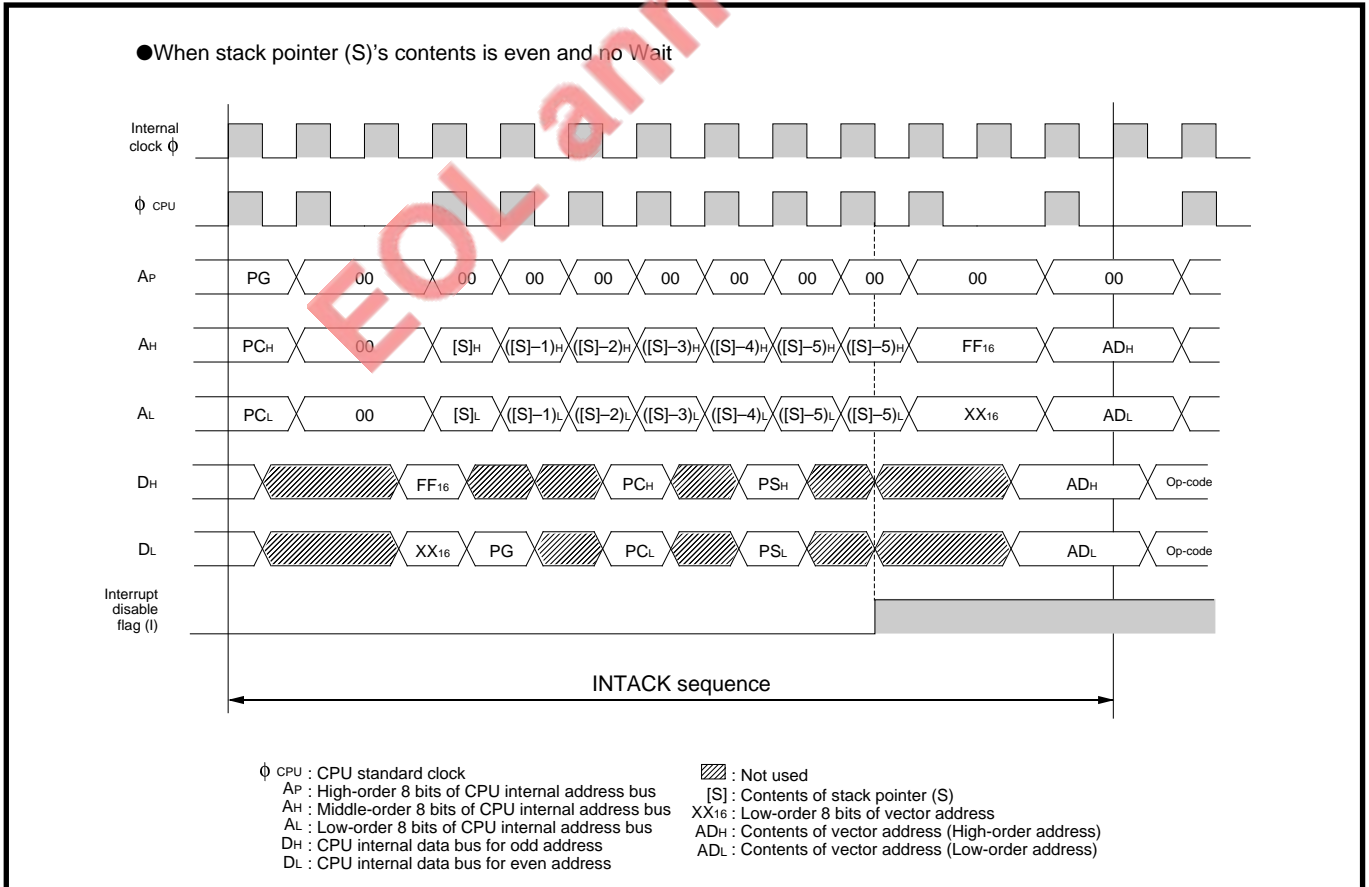 ●When stack pointer (S)'s contents is even and no Wait
EOL ann
Internal
clock ϕ
ϕ CPU
AP PG 00 00 00 00 00 00 00 00 00 00
AH PCH 00 [S]H ([S]–1)H ([S]–2)H ([S]–3)H ([S]–4)H ([S]–5)H ([S]–5)H FF16 ADH
AL PCL 00 [S]L ([S]–1)L ([S]–2)L ([S]–3)L ([S]–4)L ([S]–5)L ([S]–5)L XX16 ADL
DH FF16 PCH PSH ADH Op-code
DL XX16 PG PCL PSL ADL Op-code
Interrupt
disable
flag (I)
INTACK sequence
ϕ CPU : CPU standard clock
AP : High-order 8 bits of CPU internal address bus
AH : Middle-order 8 bits of CPU internal address bus
AL : Low-order 8 bits of CPU internal address bus
DH : CPU internal data bus for odd address
DL : CPU internal data bus for even address
: Not used
[S] : Contents of stack pointer (S)
XX16 : Low-order 8 bits of vector address
ADH : Contents of vector address (High-order address)
ADL : Contents of vector address (Low-order address)